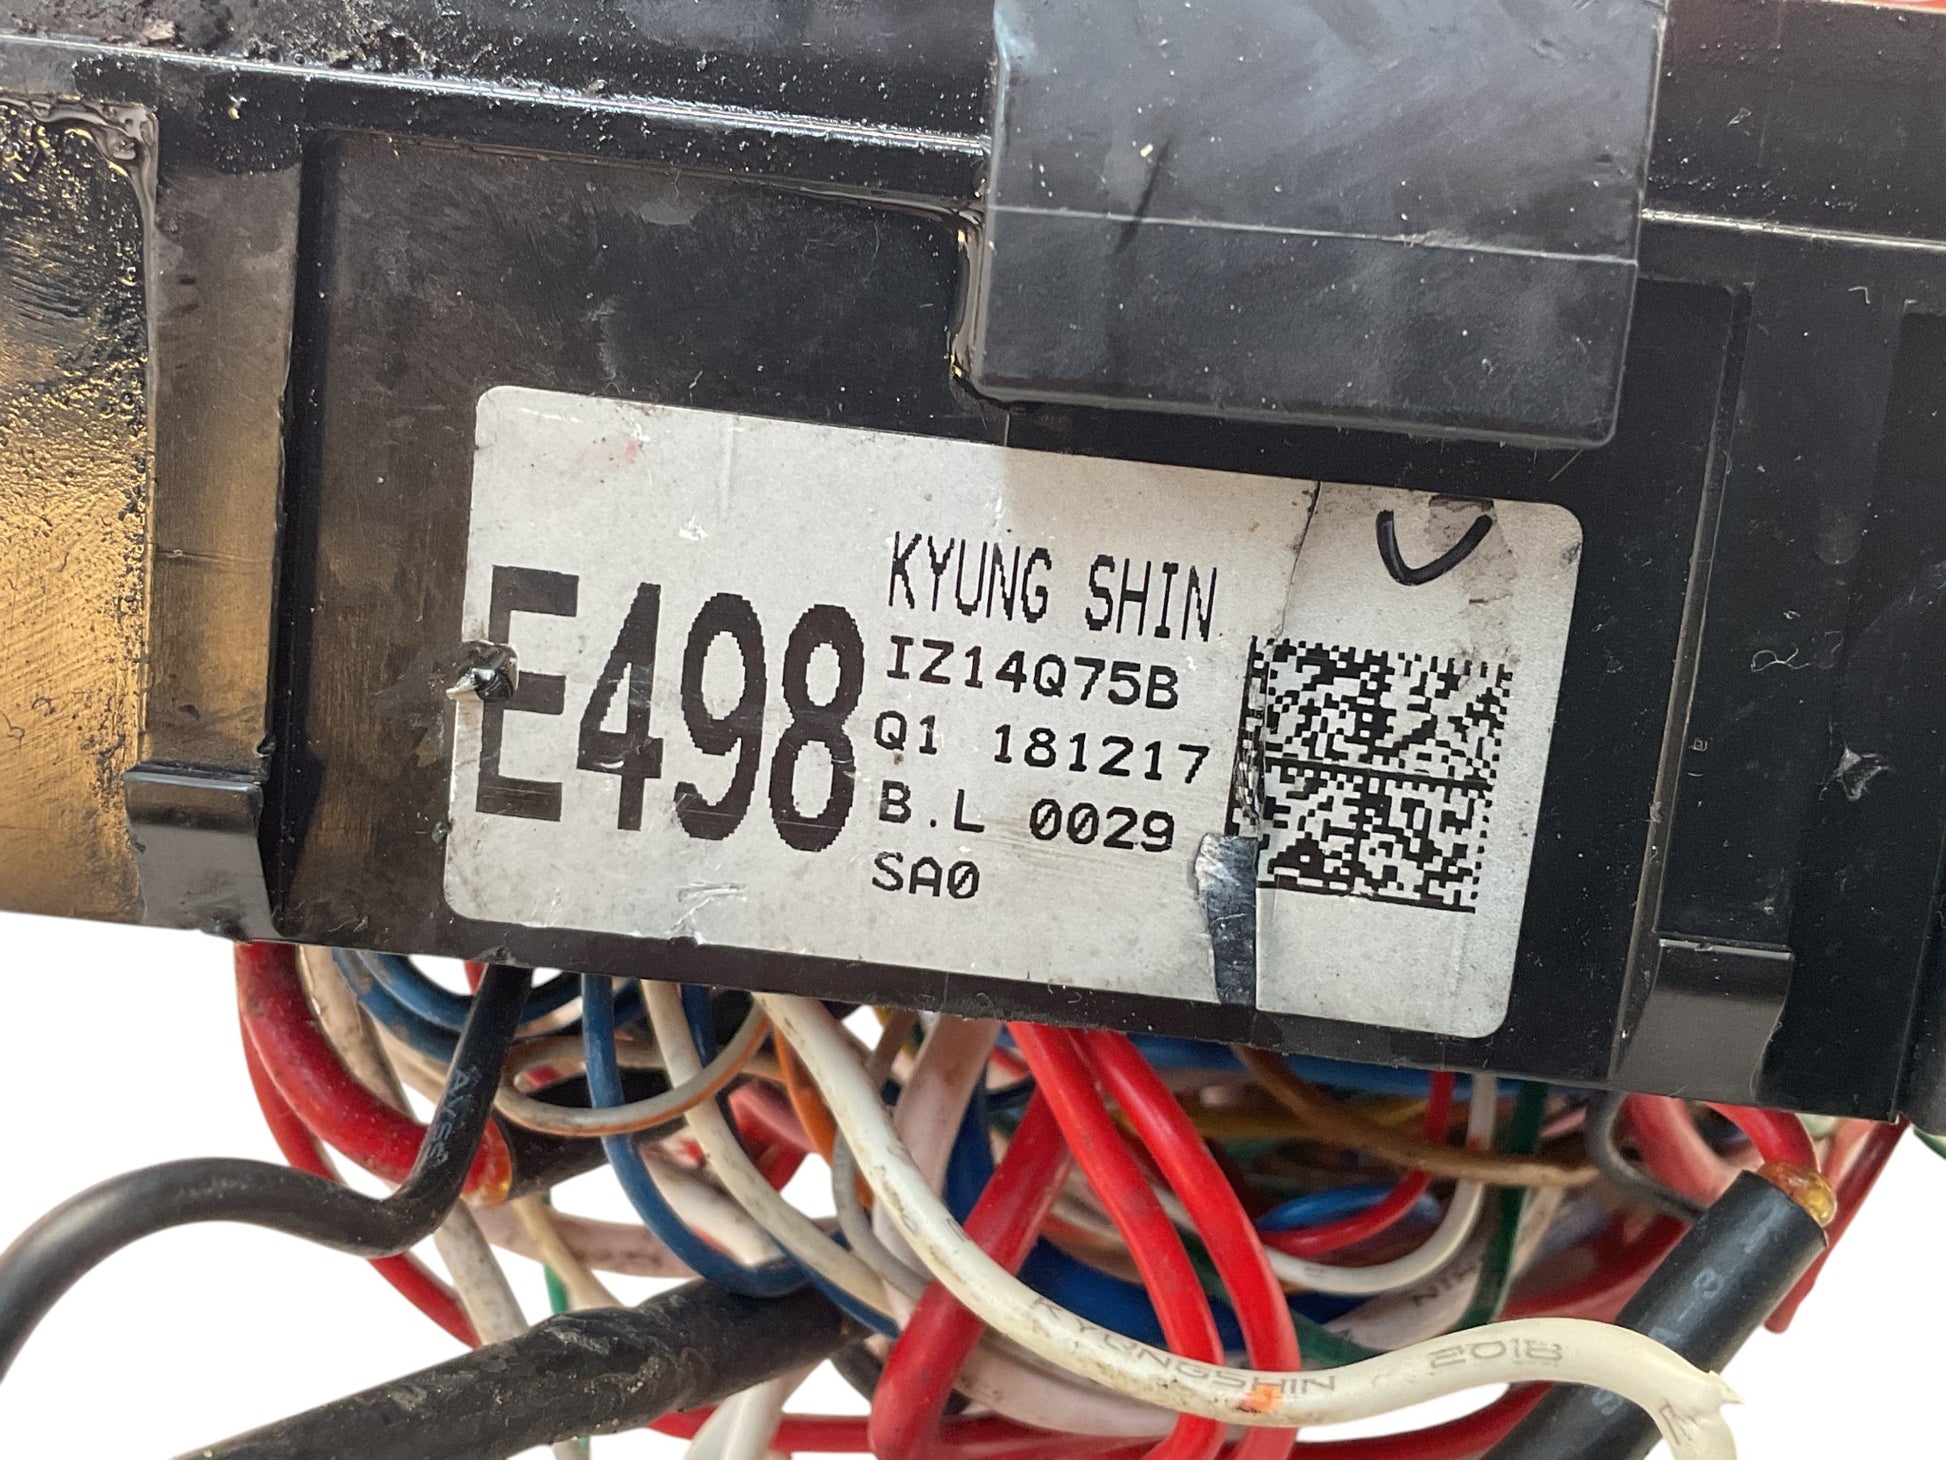 E498
KYUNG SHIN
IZ14Q75B
Q1 181217
B.L 0029
SA0
KYUNGSHIN 2018